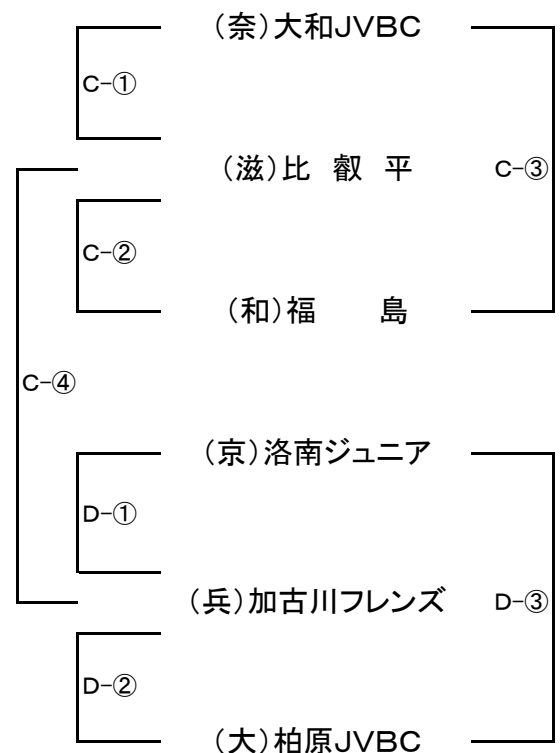 (奈)大和JVBC
C-①
(滋)比 叡 平
C-③
C-②
(和)福 島
C-④
(京)洛南ジュニア
D-①
(兵)加古川フレンズ
D-③
D-②
(大)柏原JVBC